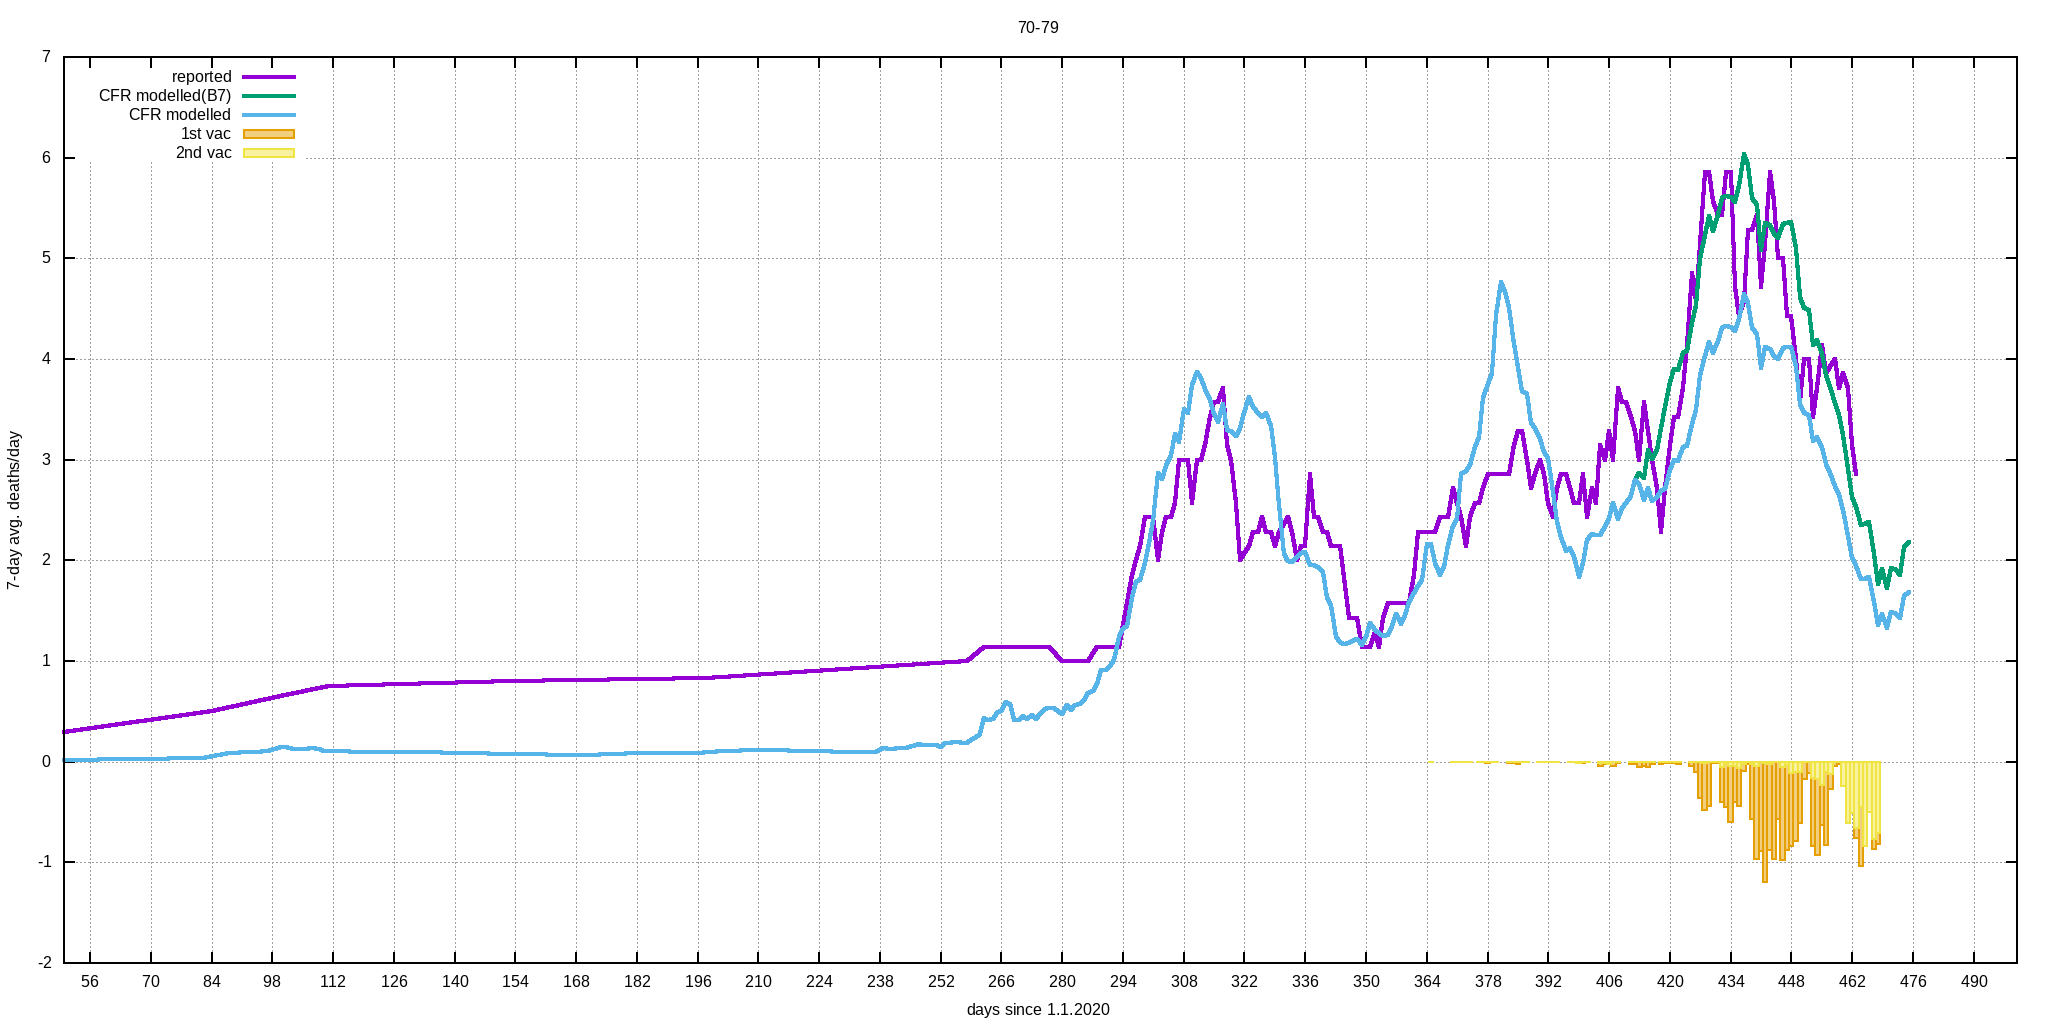 70-79
7
reported
CFR modelled(B7)
CFR modelled
1st vac
2nd vac
6
5
4
3
2
1
0
-1
-2
7-day avg. deaths/day
56 70 84 98 112 126 140 154 168 182 196 210 224 238 252 266 280 294 308 322 336 350 364 378 392 406 420 434 448 462 476 490
days since 1.1.2020